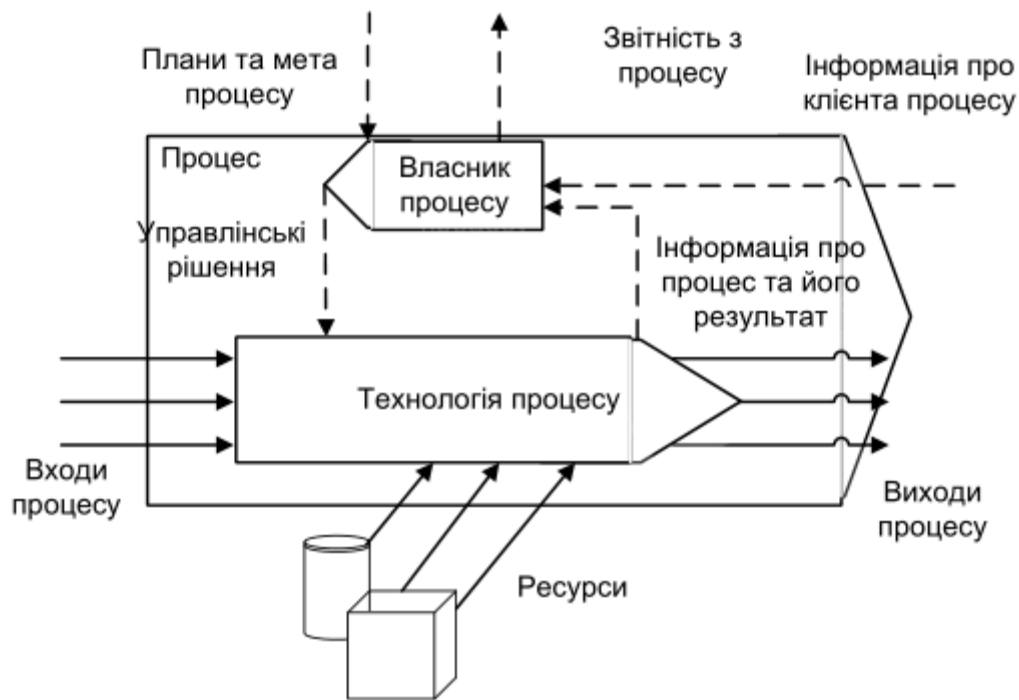 Плани та мета
процесу
Звітність з
процесу
Інформація про
клієнта процесу
Процес
Власник
процесу
Управлінські
рішення
Інформація про
процес та його
результат
Технологія процесу
Входи
процесу
Виходи
процесу
Ресурси